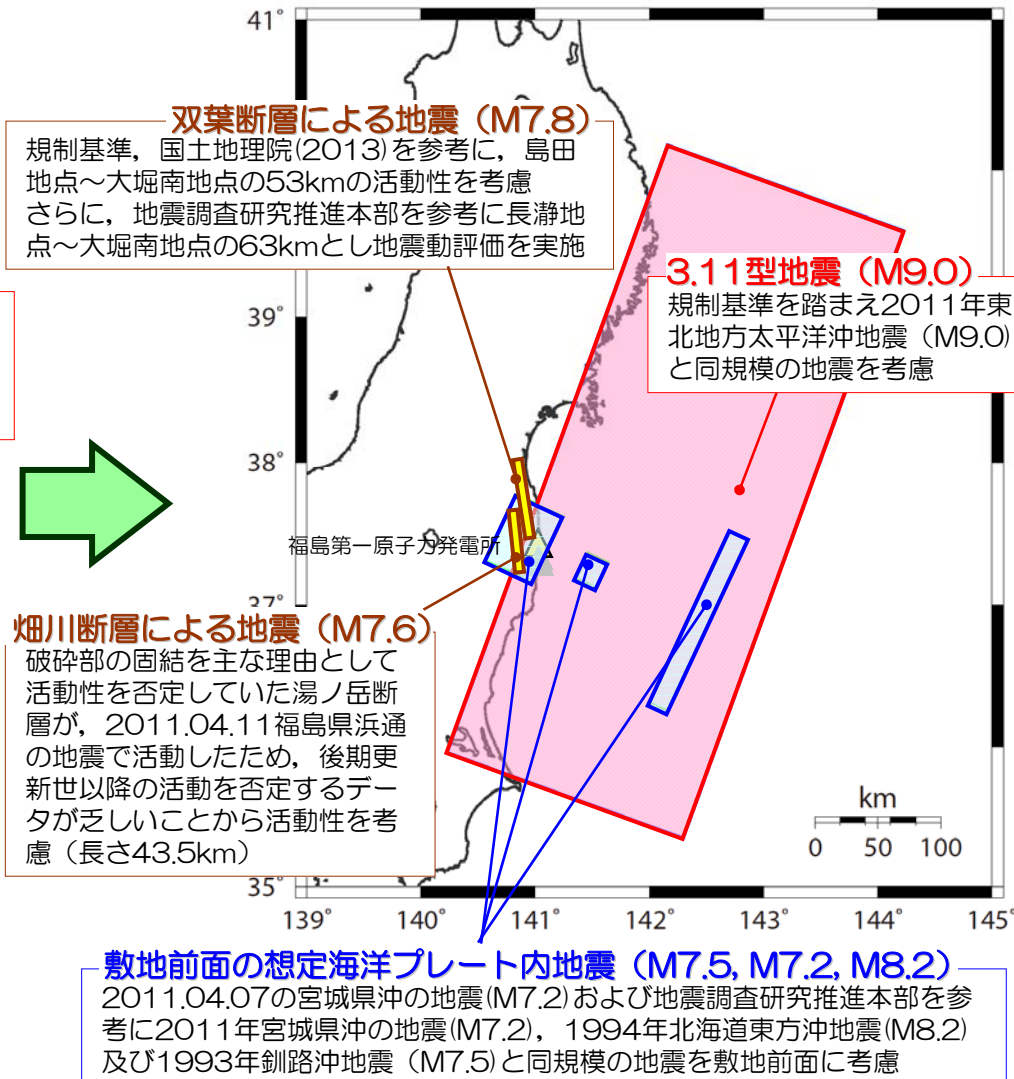 41°
双葉断層による地震（M7.8）
規制基準，国土地理院(2013)を参考に，島田
地点～大堀南地点の53kmの活動性を考慮
さらに，地震調査研究推進本部を参考に長瀞地
点～大堀南地点の63kmとし地震動評価を実施
3.11型地震（M9.0）
規制基準を踏まえ2011年東
北地方太平洋沖地震（M9.0）
と同規模の地震を考慮
39°
38°
福島第一原子力発電所
37°
畑川断層による地震（M7.6）
破砕部の固結を主な理由として
活動性を否定していた湯ノ岳断
層が，2011.04.11福島県浜通
の地震で活動したため，後期更
新世以降の活動を否定するデー
タが乏しいことから活動性を考
慮（長さ43.5km）
km
0 50 100
35°
139° 140° 141° 142° 143° 144° 145°
敷地前面の想定海洋プレート内地震（M7.5, M7.2, M8.2）
2011.04.07の宮城県沖の地震(M7.2)および地震調査研究推進本部を参
考に2011年宮城県沖の地震(M7.2)，1994年北海道東方沖地震(M8.2)
及び1993年釧路沖地震（M7.5）と同規模の地震を敷地前面に考慮